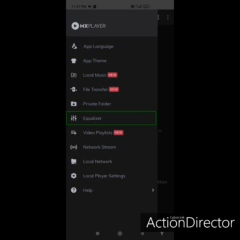 MXPLAYER
App Language
App Theme
Local Music NEW
File Transfer NEW
Private Folder
Equalizer
Video Playlists NEW
Network Stream
Local Network
Local Player Settings
Help
ActionDirector